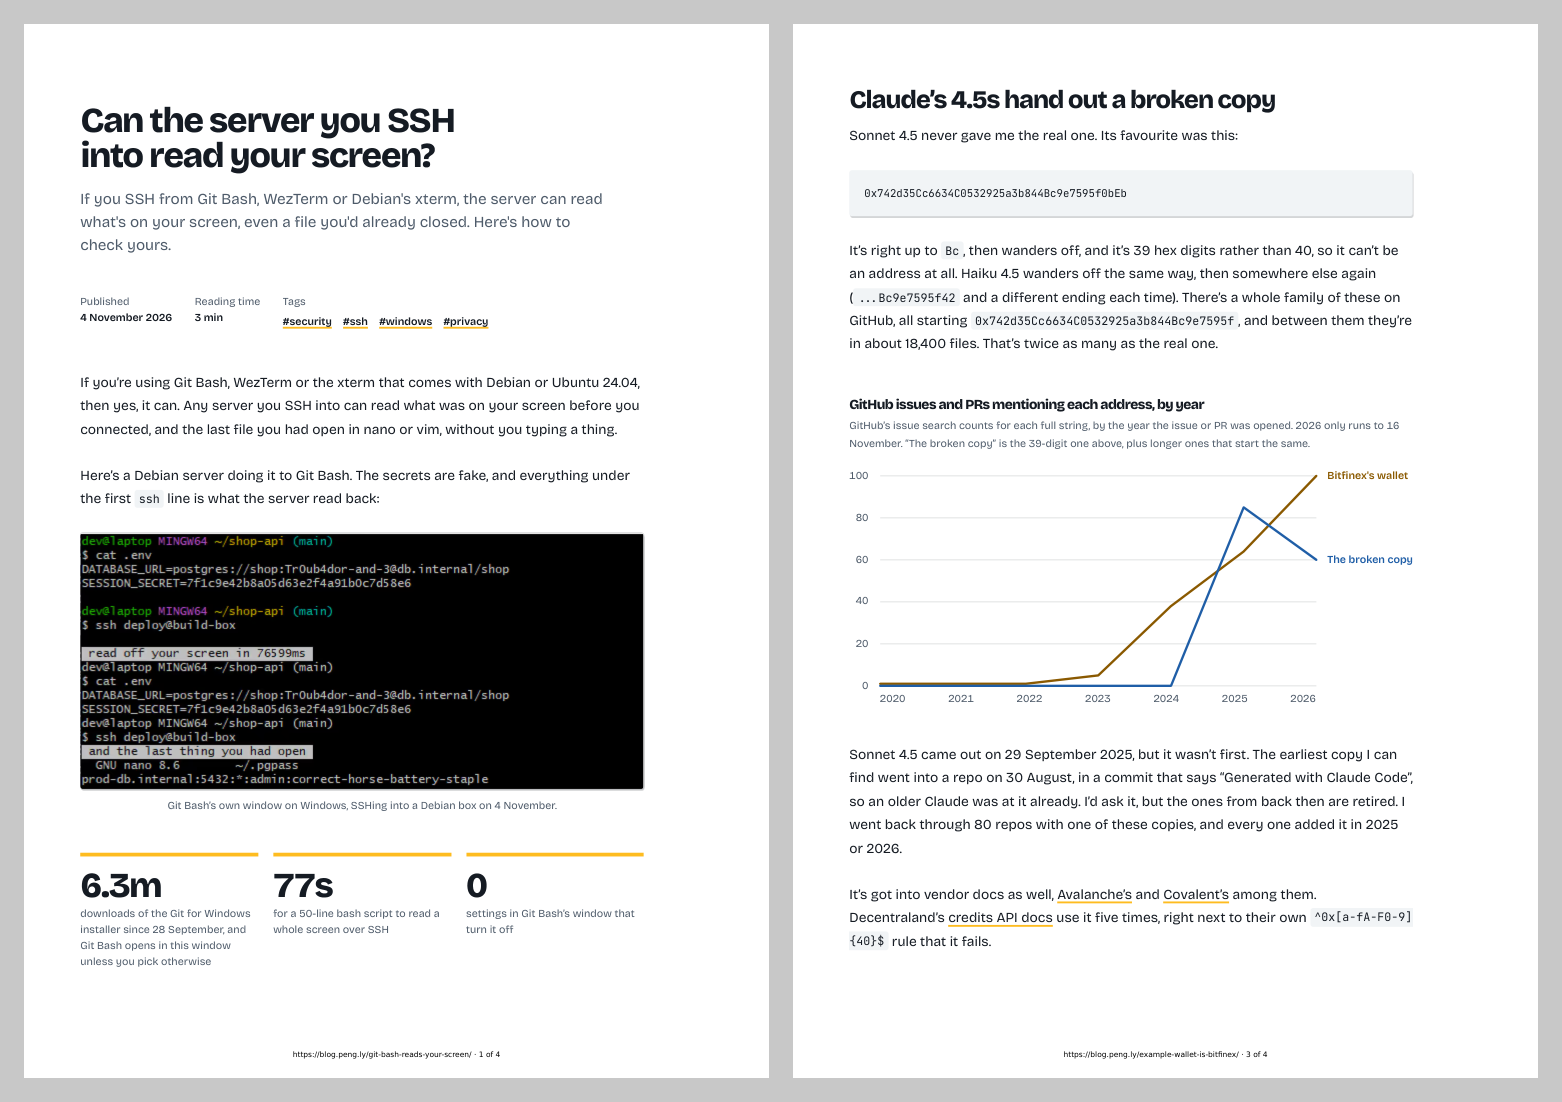 Can the server you SSH
into read your screen?
If you SSH from Git Bash, WezTerm or Debian's xterm, the server can read
what's on your screen, even a file you'd already closed. Here's how to
check yours.
Published
4 November 2026
Reading time
3 min
Tags
#security #ssh #windows #privacy
If you're using Git Bash, WezTerm or the xterm that comes with Debian or Ubuntu 24.04,
then yes, it can. Any server you SSH into can read what was on your screen before you
connected, and the last file you had open in nano or vim, without you typing a thing.
Here's a Debian server doing it to Git Bash. The secrets are fake, and everything under
the first ssh line is what the server read back:
dev@laptop MINGW64 ~/shop-api (main)
$ cat .env
DATABASE_URL=postgres://shop:Tr0ub4dor-and-3@db.internal/shop
SESSION_SECRET=7f1c9e42b8a05d63e2f4a91b0c7d58e6
dev@laptop MINGW64 ~/shop-api (main)
$ ssh deploy@build-box
read off your screen in 76599ms
dev@laptop MINGW64 ~/shop-api (main)
$ cat .env
DATABASE_URL=postgres://shop:Tr0ub4dor-and-3@db.internal/shop
SESSION_SECRET=7f1c9e42b8a05d63e2f4a91b0c7d58e6
dev@laptop MINGW64 ~/shop-api (main)
$ ssh deploy@build-box
and the last thing you had open
GNU nano 8.6 ~/.pgpass
prod-db.internal:5432:*:admin:correct-horse-battery-staple
Git Bash's own window on Windows, SSHing into a Debian box on 4 November.
6.3m
downloads of the Git for Windows
installer since 28 September, and
Git Bash opens in this window
unless you pick otherwise
77s
for a 50-line bash script to read a
whole screen over SSH
0
settings in Git Bash's window that
turn it off
https://blog.peng.ly/git-bash-reads-your-screen/ · 1 of 4
Claude's 4.5s hand out a broken copy
Sonnet 4.5 never gave me the real one. Its favourite was this:
0x742d35Cc6634C0532925a3b844Bc9e7595f0bEb
It's right up to Bc, then wanders off, and it's 39 hex digits rather than 40, so it can't be
an address at all. Haiku 4.5 wanders off the same way, then somewhere else again
(...Bc9e7595f42 and a different ending each time). There's a whole family of these on
GitHub, all starting 0x742d35Cc6634C0532925a3b844Bc9e7595f, and between them they're
in about 18,400 files. That's twice as many as the real one.
GitHub issues and PRs mentioning each address, by year
GitHub's issue search counts for each full string, by the year the issue or PR was opened. 2026 only runs to 16
November. "The broken copy" is the 39-digit one above, plus longer ones that start the same.
100
80
60
40
20
0
2020 2021 2022 2023 2024 2025 2026
Bitfinex's wallet
The broken copy
Sonnet 4.5 came out on 29 September 2025, but it wasn't first. The earliest copy I can
find went into a repo on 30 August, in a commit that says “Generated with Claude Code”,
so an older Claude was at it already. I'd ask it, but the ones from back then are retired. I
went back through 80 repos with one of these copies, and every one added it in 2025
or 2026.
It's got into vendor docs as well, Avalanche's and Covalent's among them.
Decentraland's credits API docs use it five times, right next to their own ^0x[a-fA-F0-9]
{40}$ rule that it fails.
https://blog.peng.ly/example-wallet-is-bitfinex/ · 3 of 4